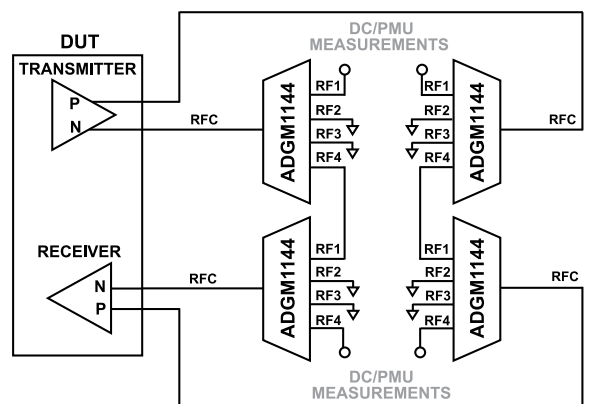 DC/PMU
MEASUREMENTS
DUT
TRANSMITTER
P
N
RFC
ADGM1144
RF1
RF2
RF3
RF4
RF1
RF2
RF3
RF4
ADGM1144
RFC
RECEIVER
N
P
RFC
ADGM1144
RF1
RF2
RF3
RF4
RF1
RF2
RF3
RF4
ADGM1144
RFC
DC/PMU
MEASUREMENTS